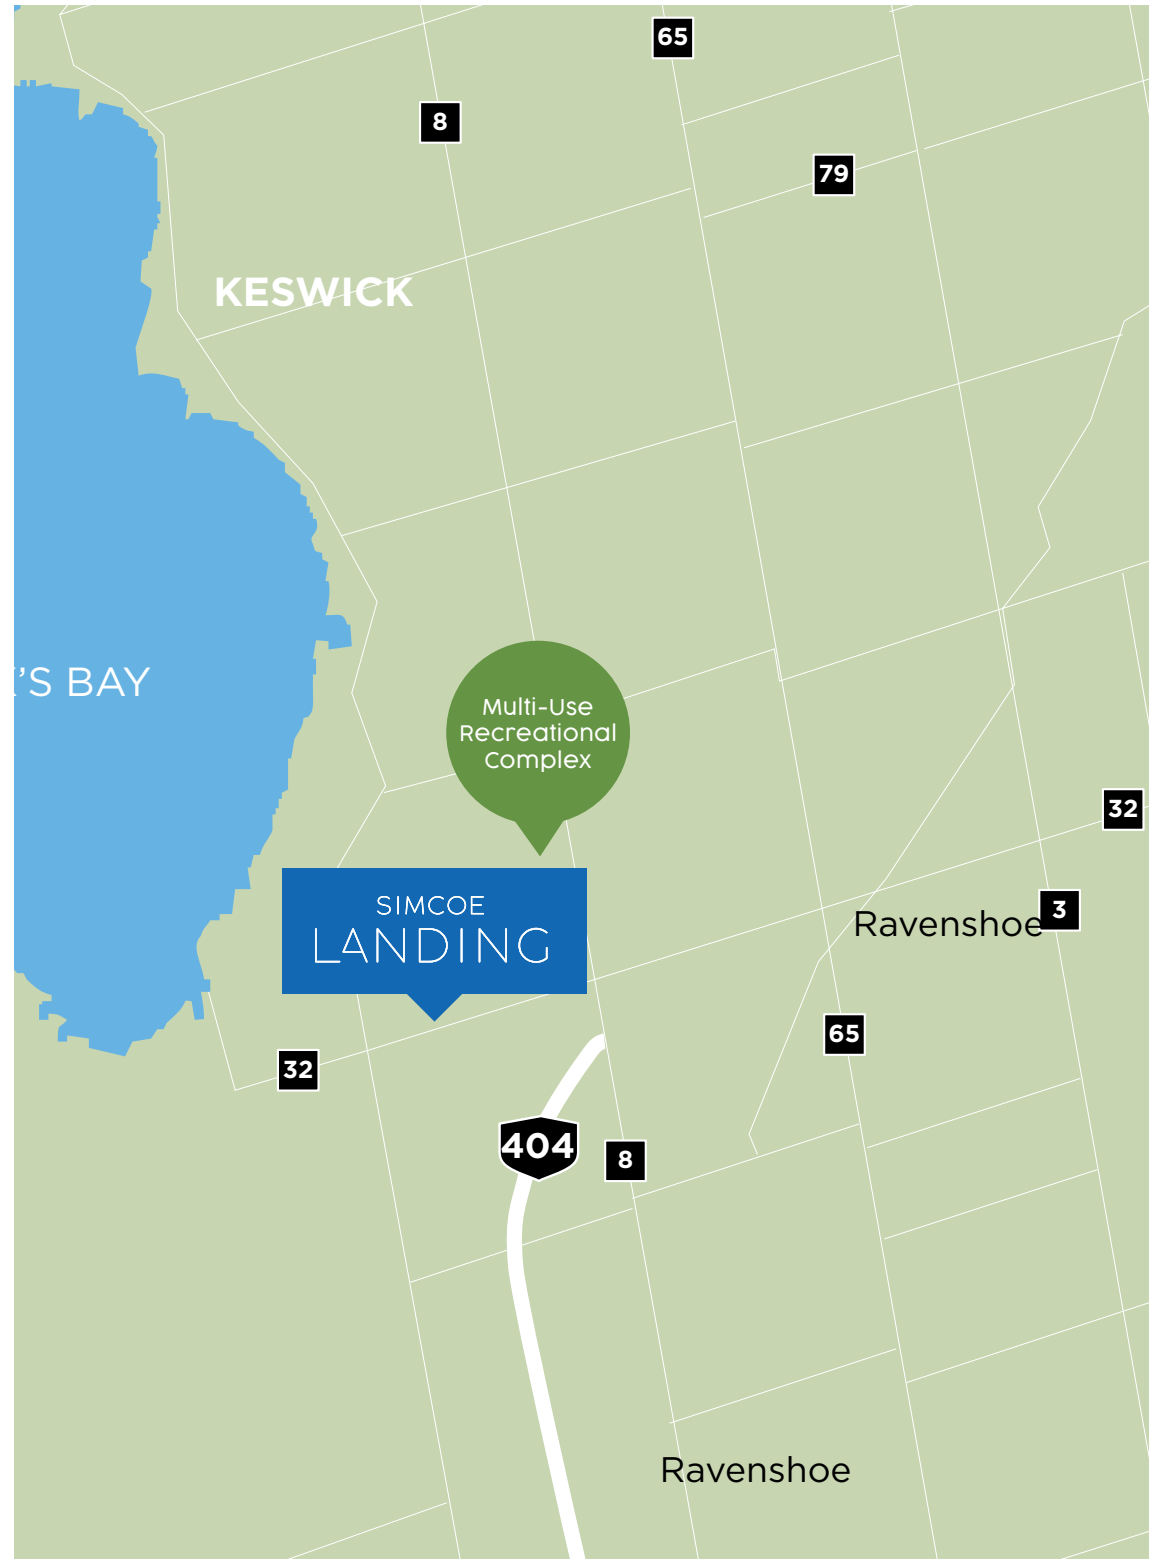 65
8
79
KESWICK
'S BAY
Multi-Use
Recreational
Complex
32
SIMCOE
LANDING
Ravenshoe
3
65
32
404
8
Ravenshoe